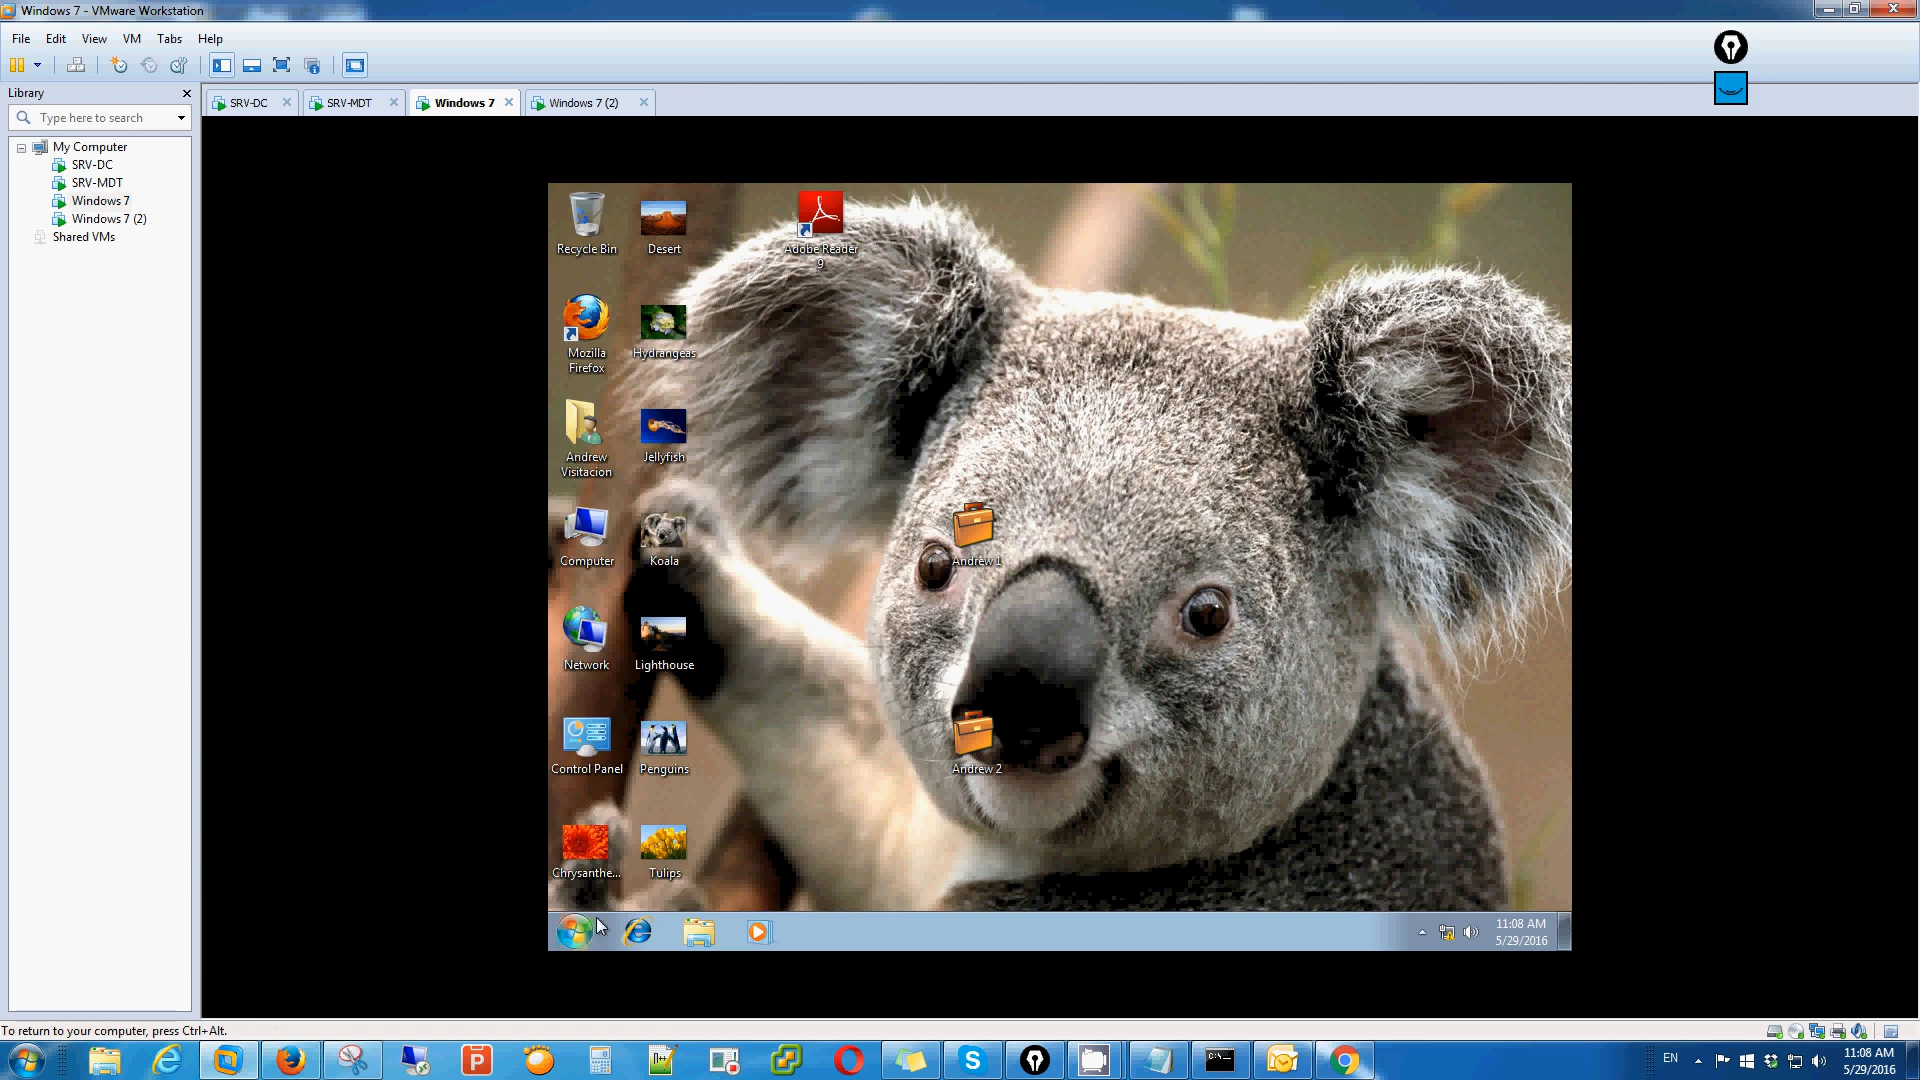 Windows 7 - VMware Workstation
File Edit View VM Tabs Help
Library
Type here to search
My Computer
SRV-DC
SRV-MDT
Windows 7
Windows 7 (2)
Shared VMs
SRV-DC SRV-MDT Windows 7 Windows 7 (2)
Recycle Bin
Desert
Adobe Reader
9
Mozilla
Firefox
Hydrangeas
Andrew
Visitacion
Jellyfish
Computer
Koala
Andrew 1
Network
Lighthouse
Control Panel
Penguins
Andrew 2
Chrysanthe...
Tulips
11:08 AM
5/29/2016
To return to your computer, press Ctrl+Alt.
EN
11:08 AM
5/29/2016